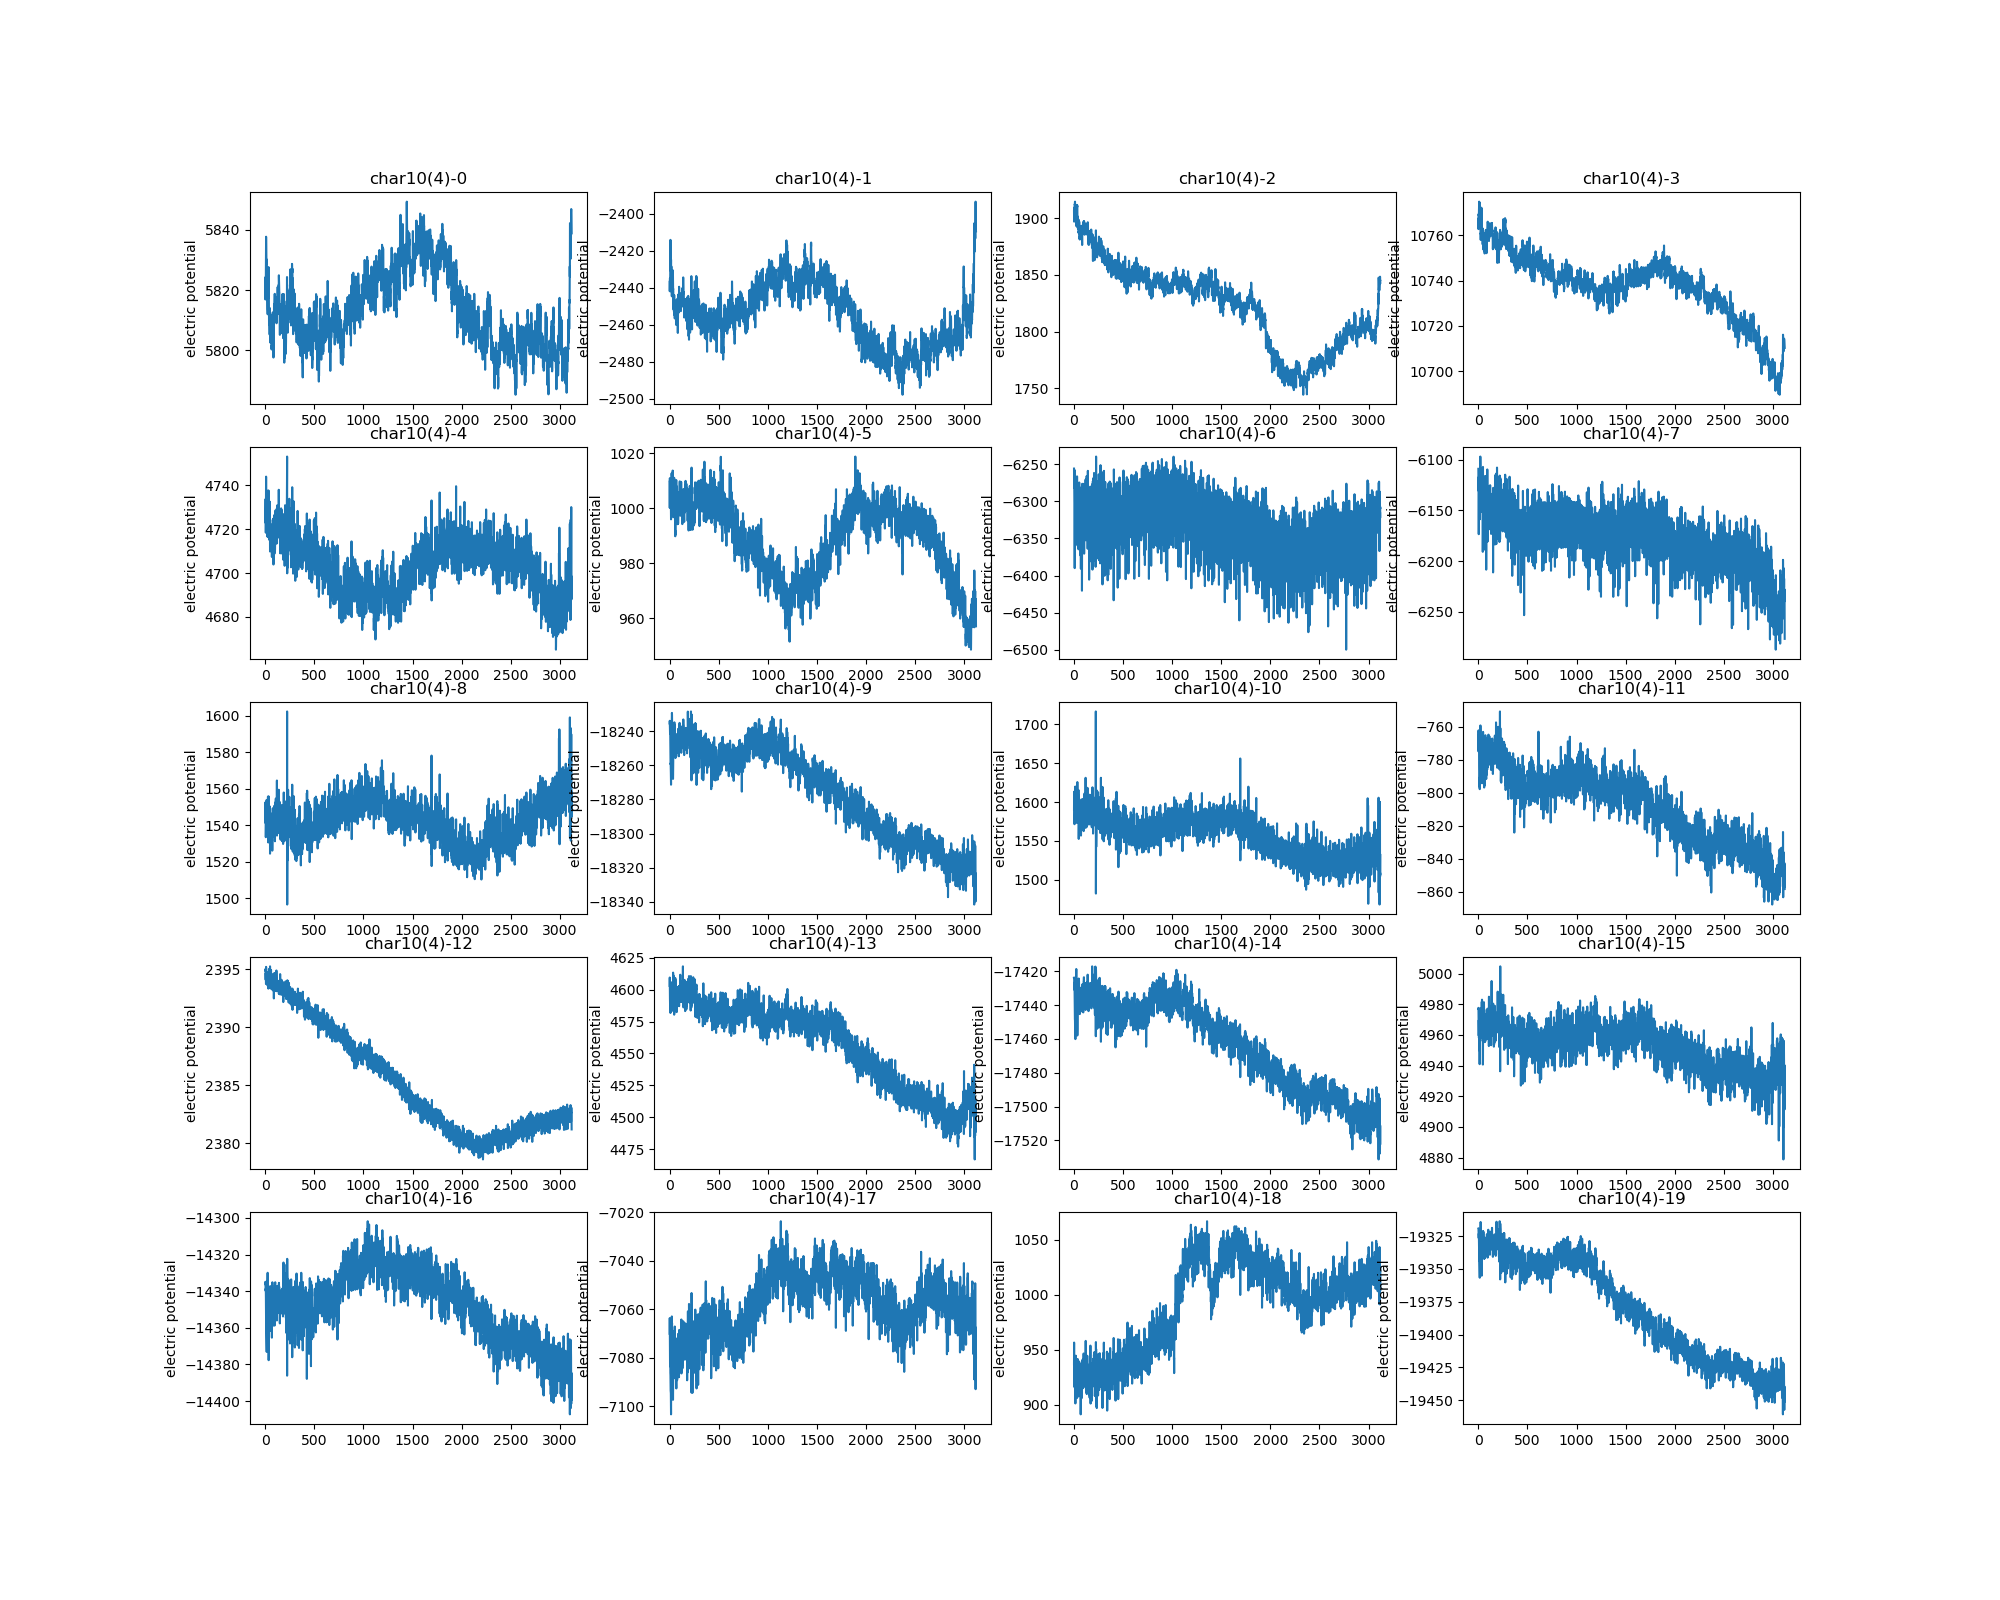 char10(4)-0 char10(4)-1 char10(4)-2 char10(4)-3
electric potential electric potential electric potential electric potential
5840 5820 5800
−2400 −2420 −2440 −2460 −2480 −2500
1900 1850 1800 1750
10760 10740 10720 10700
0 500 1000 1500 2000 2500 3000 0 500 1000 1500 2000 2500 3000 0 500 1000 1500 2000 2500 3000 0 500 1000 1500 2000 2500 3000
char10(4)-4 char10(4)-5 char10(4)-6 char10(4)-7
electric potential electric potential electric potential electric potential
4740 4720 4700 4680
1020 1000 980 960
−6250 −6300 −6350 −6400 −6450 −6500
−6100 −6150 −6200 −6250
0 500 1000 1500 2000 2500 3000 0 500 1000 1500 2000 2500 3000 0 500 1000 1500 2000 2500 3000 0 500 1000 1500 2000 2500 3000
char10(4)-8 char10(4)-9 char10(4)-10 char10(4)-11
electric potential electric potential electric potential electric potential
1600 1580 1560 1540 1520 1500
−18240 −18260 −18280 −18300 −18320 −18340
1700 1650 1600 1550 1500
−760 −780 −800 −820 −840 −860
0 500 1000 1500 2000 2500 3000 0 500 1000 1500 2000 2500 3000 0 500 1000 1500 2000 2500 3000 0 500 1000 1500 2000 2500 3000
char10(4)-12 char10(4)-13 char10(4)-14 char10(4)-15
electric potential electric potential electric potential electric potential
2395 2390 2385 2380
4625 4600 4575 4550 4525 4500 4475
−17420 −17440 −17460 −17480 −17500 −17520
5000 4980 4960 4940 4920 4900 4880
0 500 1000 1500 2000 2500 3000 0 500 1000 1500 2000 2500 3000 0 500 1000 1500 2000 2500 3000 0 500 1000 1500 2000 2500 3000
char10(4)-16 char10(4)-17 char10(4)-18 char10(4)-19
electric potential electric potential electric potential electric potential
−14300 −14320 −14340 −14360 −14380 −14400
−7020 −7040 −7060 −7080 −7100
1050 1000 950 900
−19325 −19350 −19375 −19400 −19425 −19450
0 500 1000 1500 2000 2500 3000 0 500 1000 1500 2000 2500 3000 0 500 1000 1500 2000 2500 3000 0 500 1000 1500 2000 2500 3000